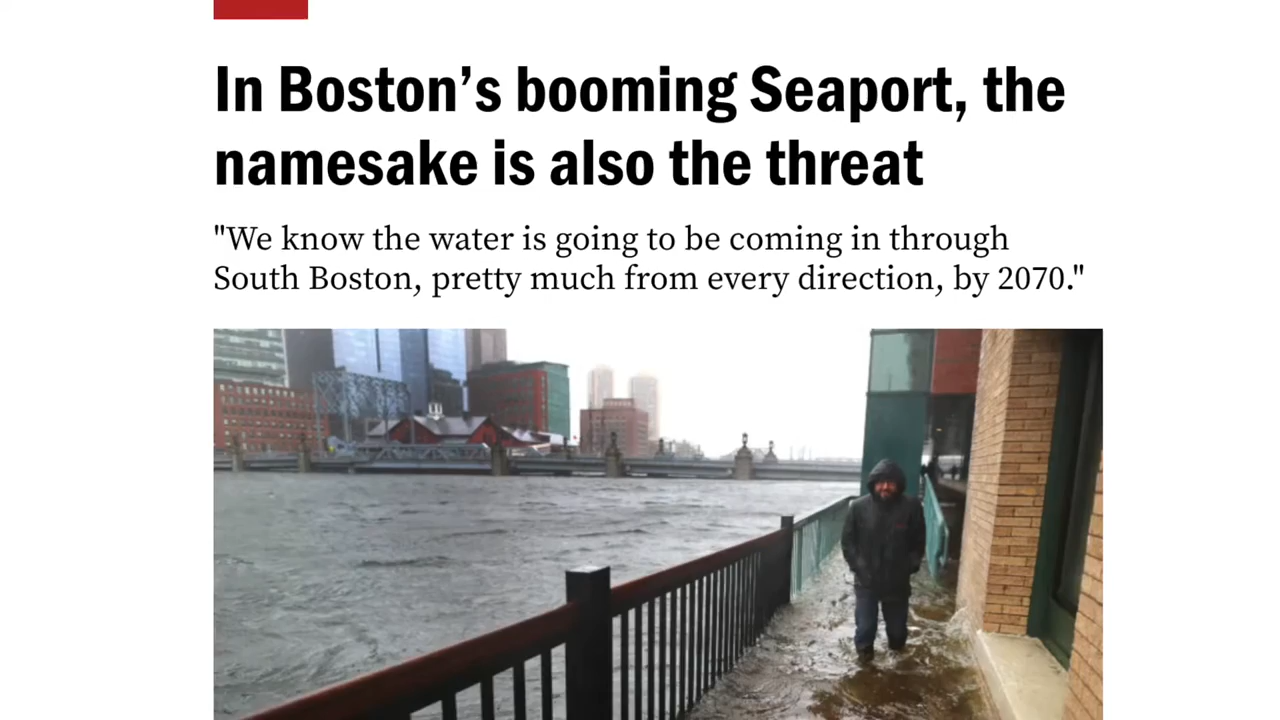 In Boston’s booming Seaport, the
namesake is also the threat
"We know the water is going to be coming in through
South Boston, pretty much from every direction, by 2070."